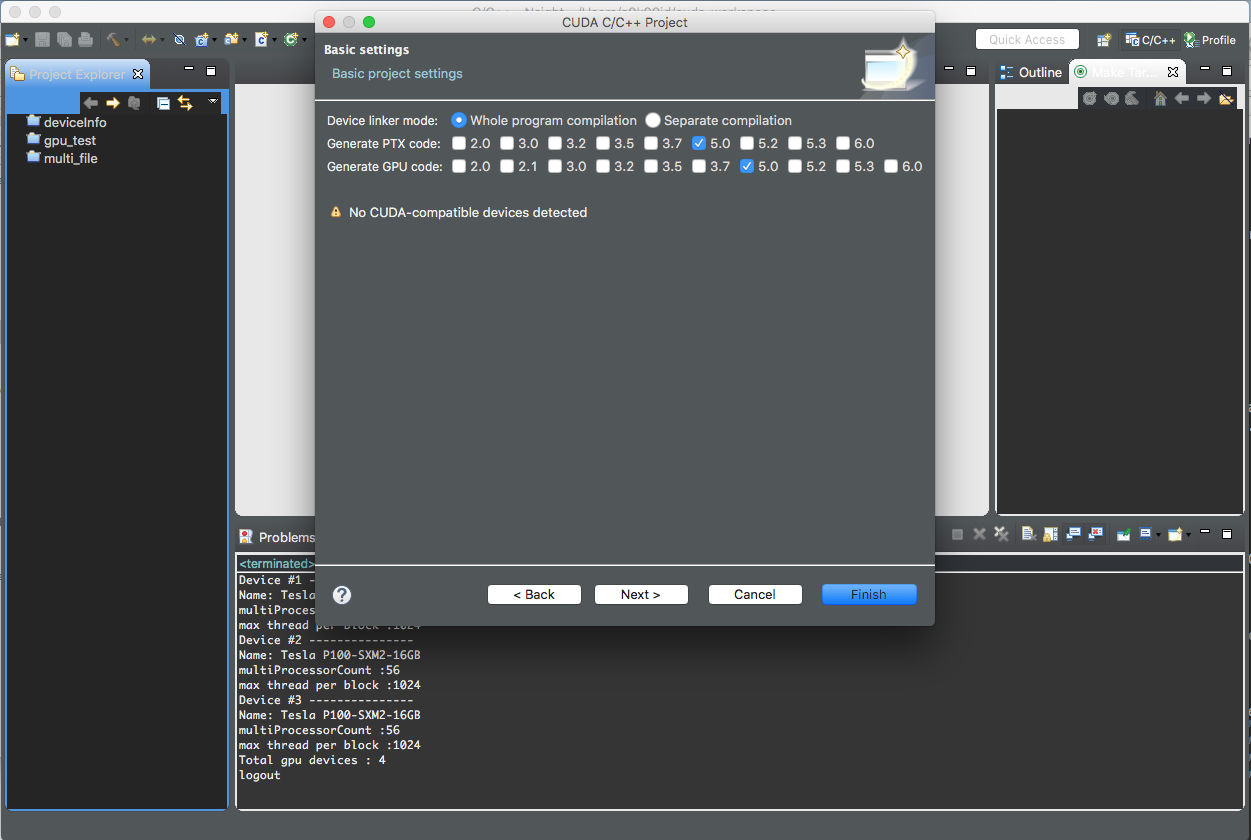 CUDA C/C++ Project
Quick Access
C/C++
Profile
Project Explorer
deviceInfo
gpu_test
multi_file
Basic settings
Basic project settings
Device linker mode: Whole program compilation Separate compilation
Generate PTX code: 2.0 3.0 3.2 3.5 3.7 5.0 5.2 5.3 6.0
Generate GPU code: 2.0 2.1 3.0 3.2 3.5 3.7 5.0 5.2 5.3 6.0
No CUDA-compatible devices detected
< Back
Next >
Cancel
Finish
Outline
Make Tar...
Problems
<terminated>
Device #1 -
Name: Tesla
multiProces
max thread per block :1024
Device #2 ---------------
Name: Tesla P100-SXM2-16GB
multiProcessorCount :56
max thread per block :1024
Device #3 ---------------
Name: Tesla P100-SXM2-16GB
multiProcessorCount :56
max thread per block :1024
Total gpu devices : 4
logout